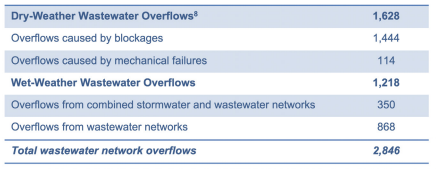 Dry-Weather Wastewater Overflows8 1,628
Overflows caused by blockages 1,444
Overflows caused by mechanical failures 114
Wet-Weather Wastewater Overflows 1,218
Overflows from combined stormwater and wastewater networks 350
Overflows from wastewater networks 868
Total wastewater network overflows 2,846